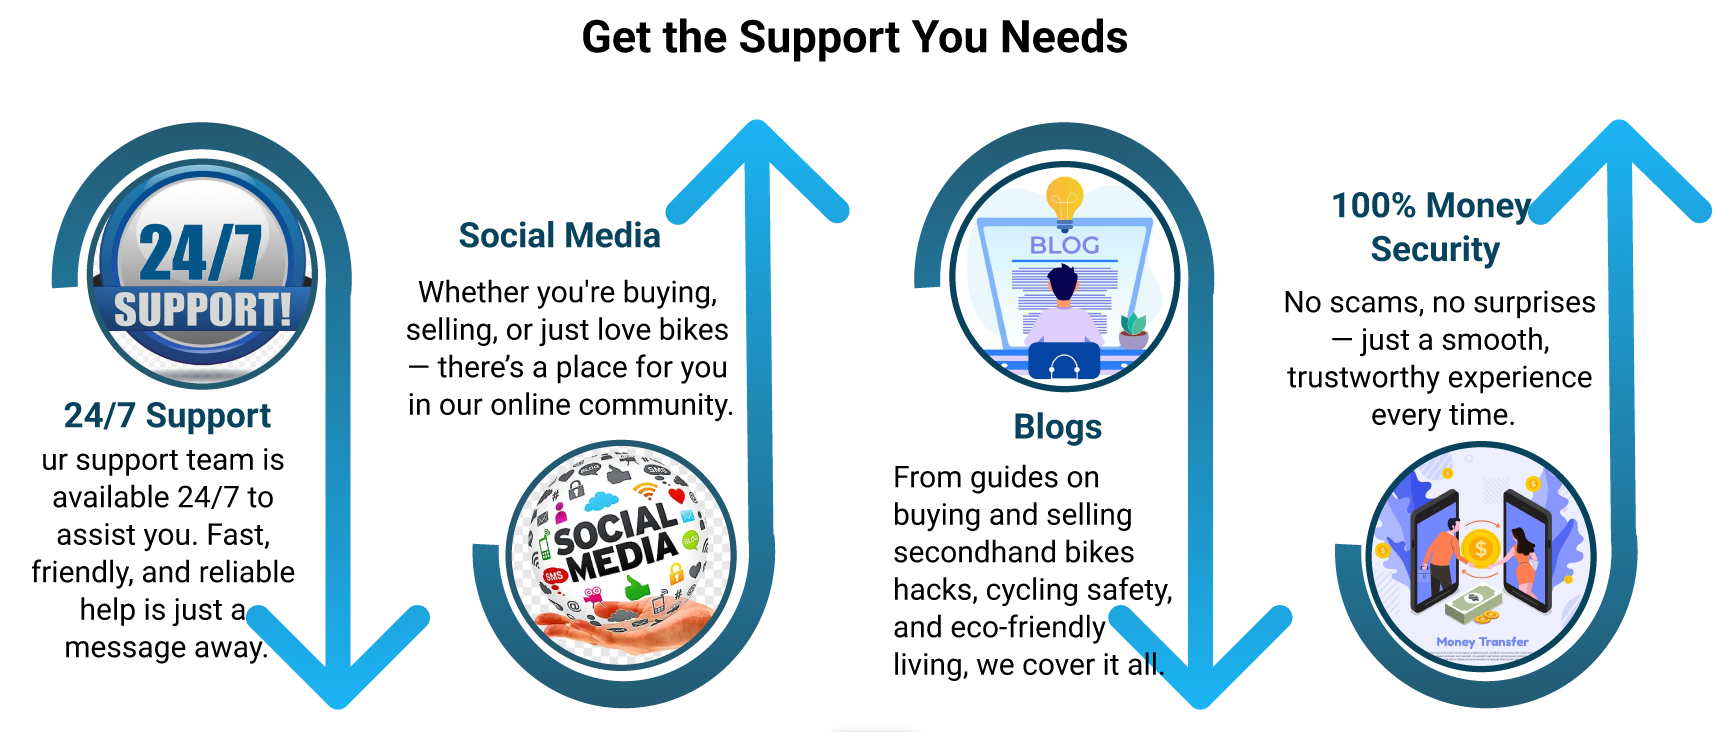 Get the Support You Needs
24/7
SUPPORT!
24/7 Support
ur support team is
available 24/7 to
assist you. Fast,
friendly, and reliable
help is just a
message away.
Social Media
Whether you're buying,
selling, or just love bikes
— there’s a place for you
in our online community.
BLOG
SMS
SOCIAL
MEDIA
BLOG
SMS
@
BLOG
Blogs
From guides on
buying and selling
secondhand bikes
hacks, cycling safety,
and eco-friendly
living, we cover it all.
100% Money
Security
No scams, no surprises
— just a smooth,
trustworthy experience
every time.
$
Money Transfer